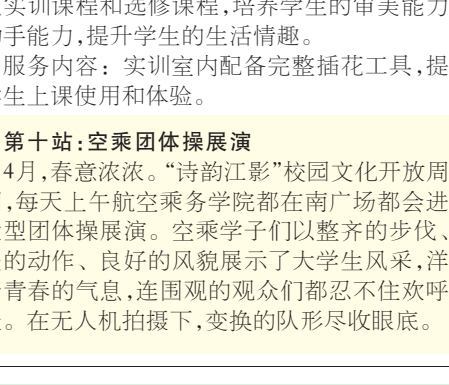 实训课程和选修课程,培养学生的审美能力
手能力,提升学生的生活情趣。
服务内容：实训室内配备完整插花工具,提
学生上课使用和体验。
第十站:空乘团体操展演
4月,春意浓浓。“诗韵江影”校园文化开放周
,每天上午航空乘务学院都在南广场都会进
型团体操展演。空乘学子们以整齐的步伐、
的动作、良好的风貌展示了大学生风采,洋
青春的气息,连围观的观众们都忍不住欢呼
。在无人机拍摄下,变换的队形尽收眼底。